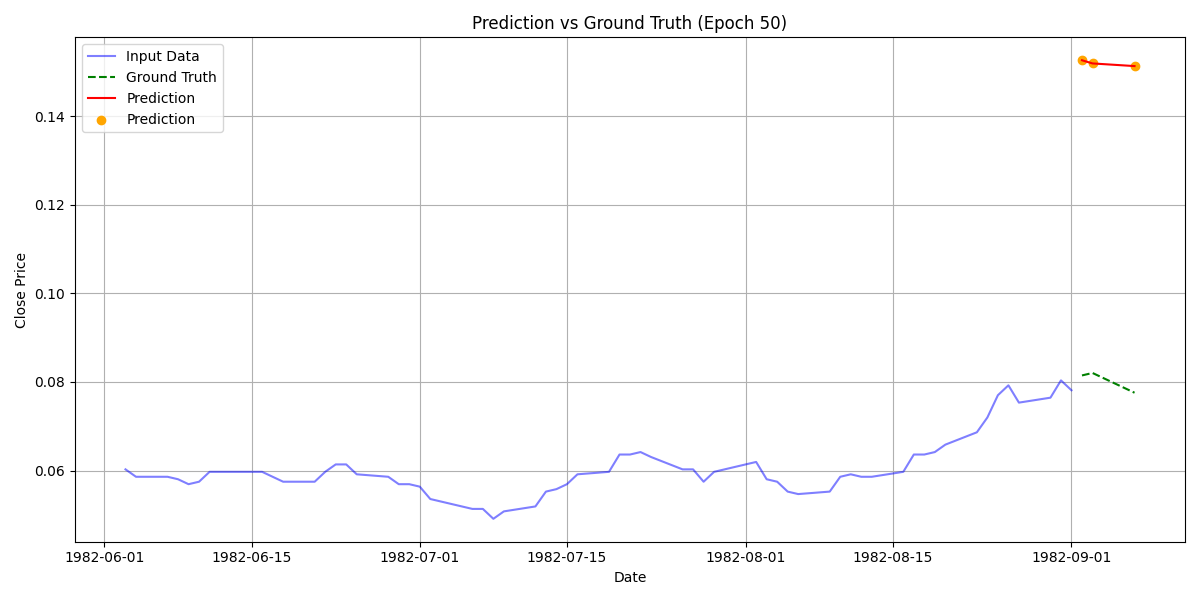 Prediction vs Ground Truth (Epoch 50)
Input Data
Ground Truth
Prediction
Prediction
Close Price
0.14
0.12
0.10
0.08
0.06
1982-06-01
1982-06-15
1982-07-01
1982-07-15
1982-08-01
1982-08-15
1982-09-01
Date